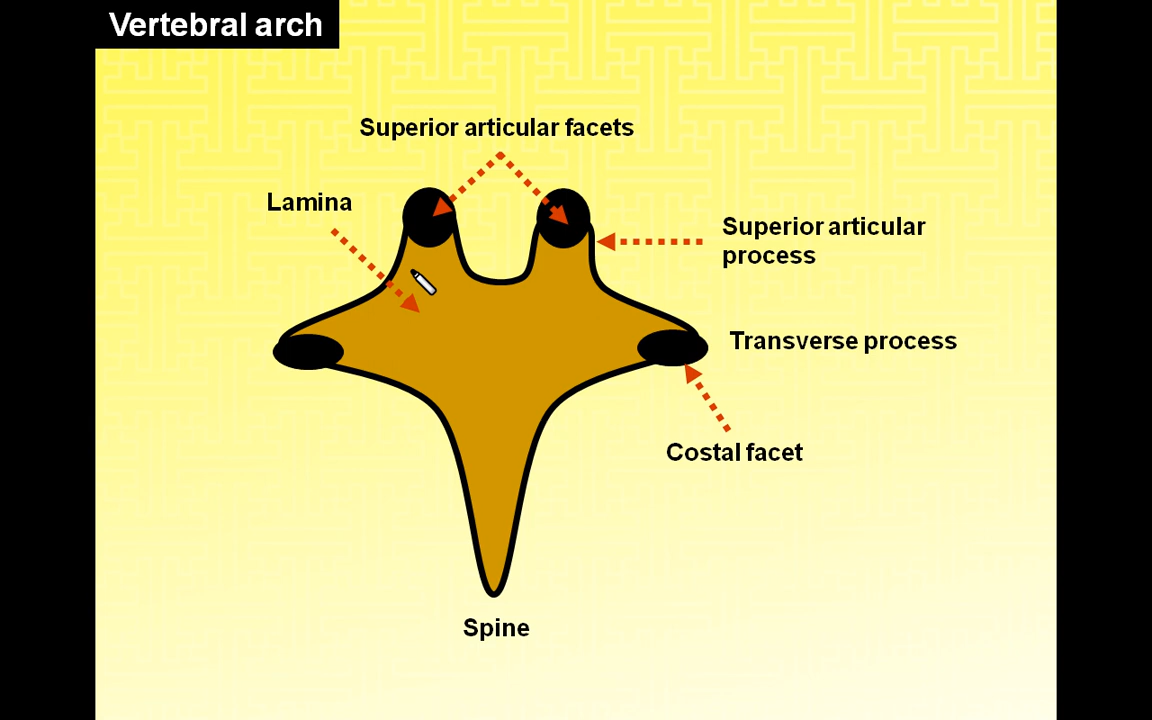 Vertebral arch
Superior articular facets
Lamina
Superior articular
process
Transverse process
Costal facet
Spine